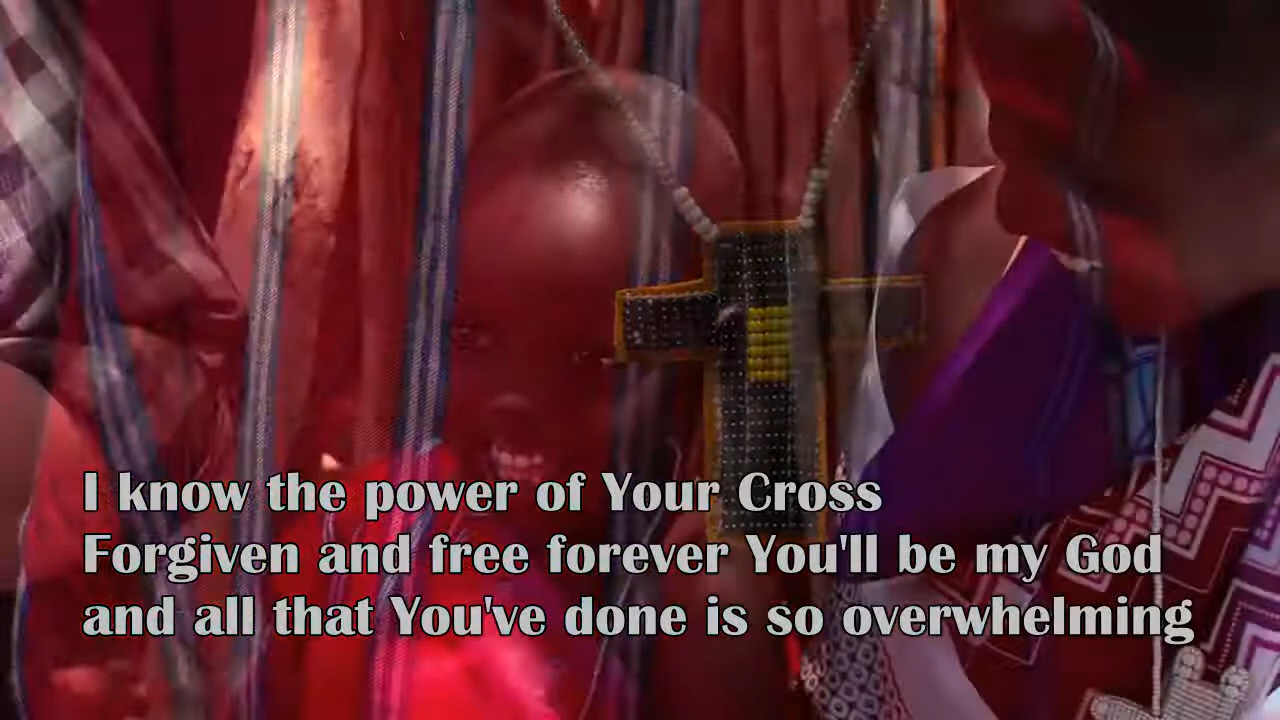 I know the power of Your Cross
Forgiven and free forever You'll be my God
and all that You've done is so overwhelming